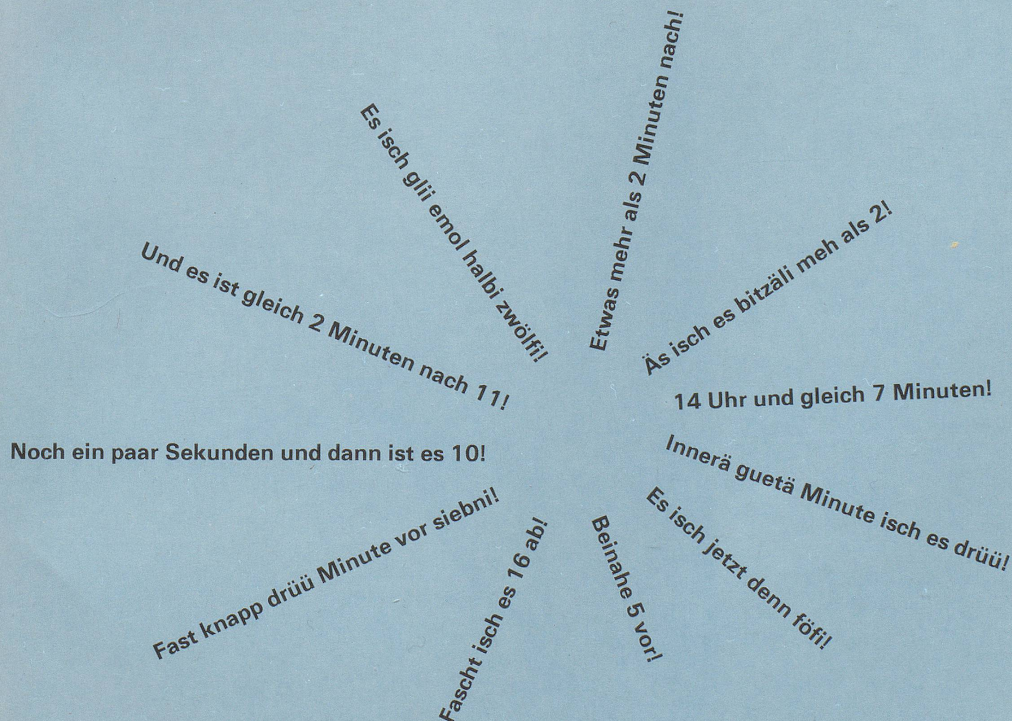 Etwas mehr als 2 Minuten nach!
Äs isch es bitzäli meh als 2!
14 Uhr und gleich 7 Minuten!
Innerä guetä Minute isch es drüü!
Es isch jetzt denn föfi!
Beinahe 5 vor!
Fascht isch es 16 ab!
Fast knapp drüü Minute vor siebni!
Noch ein paar Sekunden und dann ist es 10!
Und es ist gleich 2 Minuten nach 11!
Es isch glii emol halbi zwölfi!